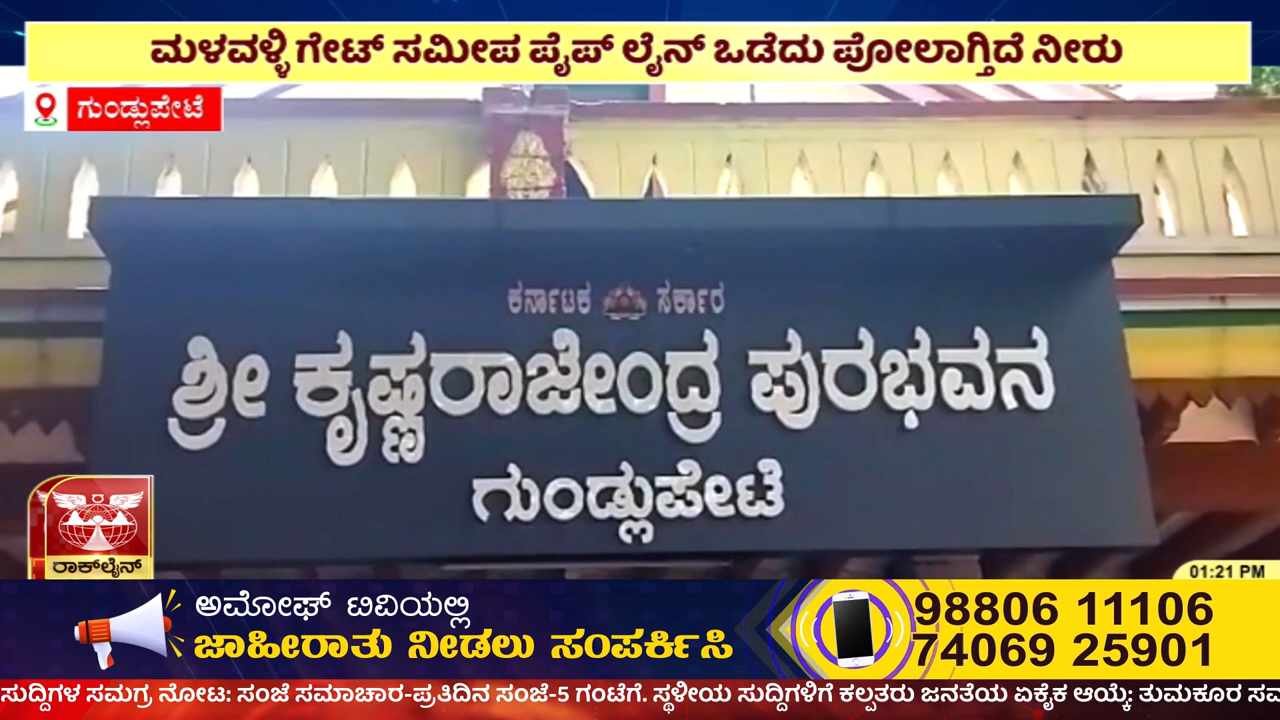 ಮಳವಳ್ಳಿ ಗೇಟ್ ಸಮೀಪ ಪೈಪ್ ಲೈನ್ ಒಡೆದು ಪೋಲಾಗ್ತಿದೆ ನೀರು
ಗುಂಡ್ಲುಪೇಟೆ
ಕರ್ನಾಟಕ ಸರ್ಕಾರ
ಶ್ರೀ ಕೃಷ್ಣರಾಜೇಂದ್ರ ಪುರಭವನ
ಗುಂಡ್ಲುಪೇಟೆ
ರಾಕ್‌ಲೈನ್
01:21 PM
ಅಮೋಘ್ ಟಿವಿಯಲ್ಲಿ
ಜಾಹೀರಾತು ನೀಡಲು ಸಂಪರ್ಕಿಸಿ
98806 11106
74069 25901
ಸುದ್ದಿಗಳ ಸಮಗ್ರ ನೋಟ: ಸಂಜೆ ಸಮಾಚಾರ-ಪ್ರತಿದಿನ ಸಂಜೆ-5 ಗಂಟೆಗೆ. ಸ್ಥಳೀಯ ಸುದ್ದಿಗಳಿಗೆ ಕಲ್ಪತರು ಜನತೆಯ ಏಕೈಕ ಆಯ್ಕೆ: ತುಮಕೂರ